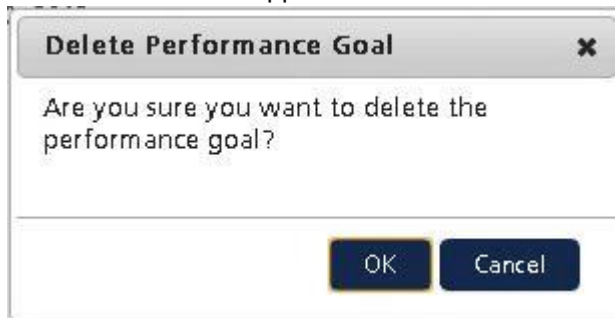 Delete Performance Goal
Are you sure you want to delete the
performance goal?
OK Cancel